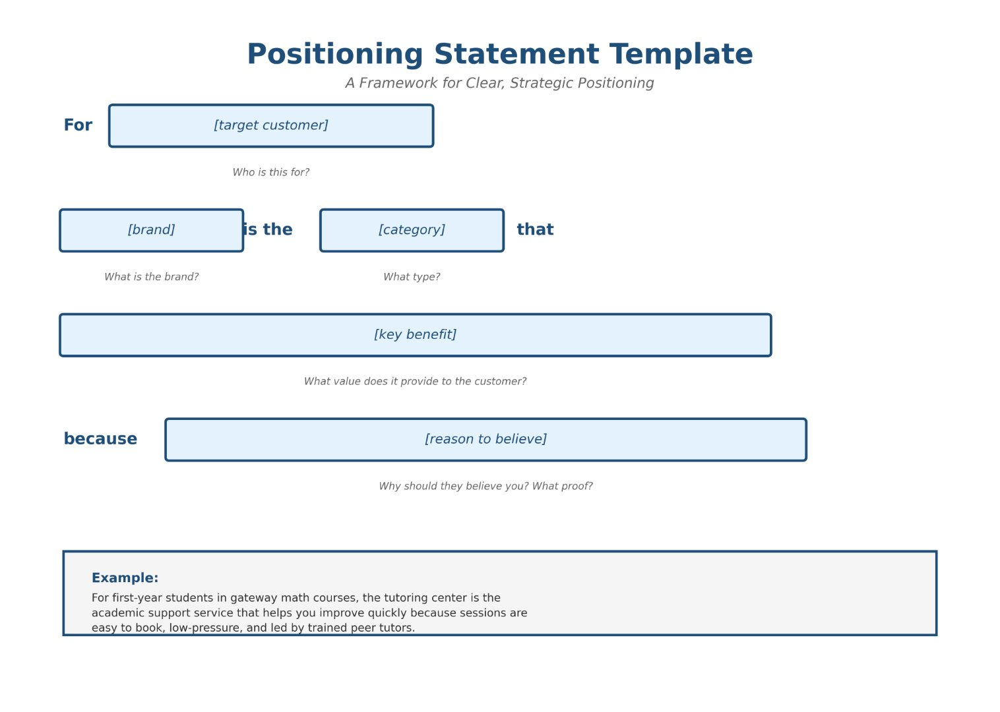 Positioning Statement Template
A Framework for Clear, Strategic Positioning
For [target customer]
Who is this for?
[brand] is the [category] that
What is the brand? What type?
[key benefit]
What value does it provide to the customer?
because [reason to believe]
Why should they believe you? What proof?
Example:
For first-year students in gateway math courses, the tutoring center is the
academic support service that helps you improve quickly because sessions are
easy to book, low-pressure, and led by trained peer tutors.